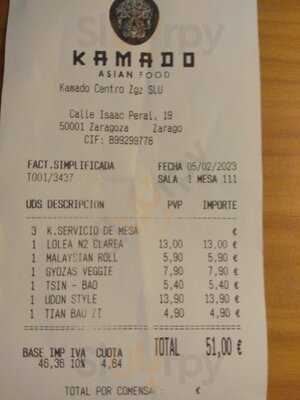 KAMADO
ASIAN FOOD
Kamado Centro Zgz SLU
Calle Isaac Peral, 19
50001 Zaragoza Zarago
CIF: B99299778
FACT.SIMPLIFICADA FECHA 05/02/2023
T001/3437 SALA 1 MESA 111
UDS DESCRIPCION PVP IMPORTE
3 K.SERVICIO DE MESA €
1 LOLEA N2 CLAREA 13,00 13,00 €
1 MALAYSIAN ROLL 5,90 5,90 €
1 GYOZAS VEGGIE 7,90 7,90 €
1 TSIN - BAO 5,40 5,40 €
1 UDON STYLE 13,90 13,90 €
1 TIAN BAO 4,90 4,90 €
BASE IMP IVA CUOTA TOTAL 51,00 €
46,36 10% 4,64
TOTAL POR COMENSA €